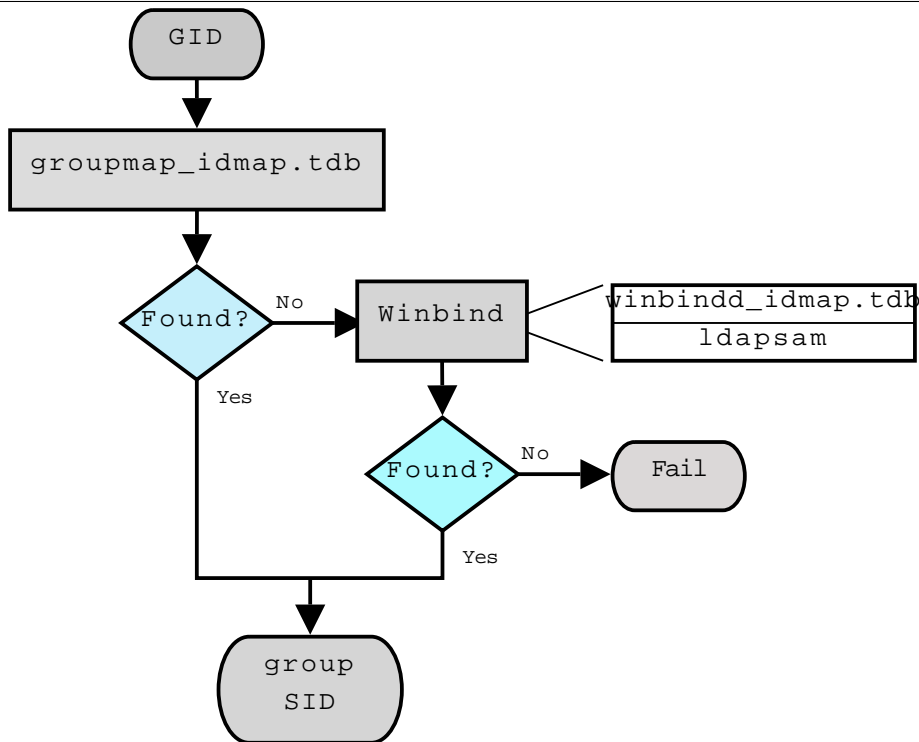 GID
groupmap_idmap.tdb
Found?
No
Winbind
winbindd_idmap.tdb
ldapsam
Yes
Found?
No
Fail
Yes
group
SID